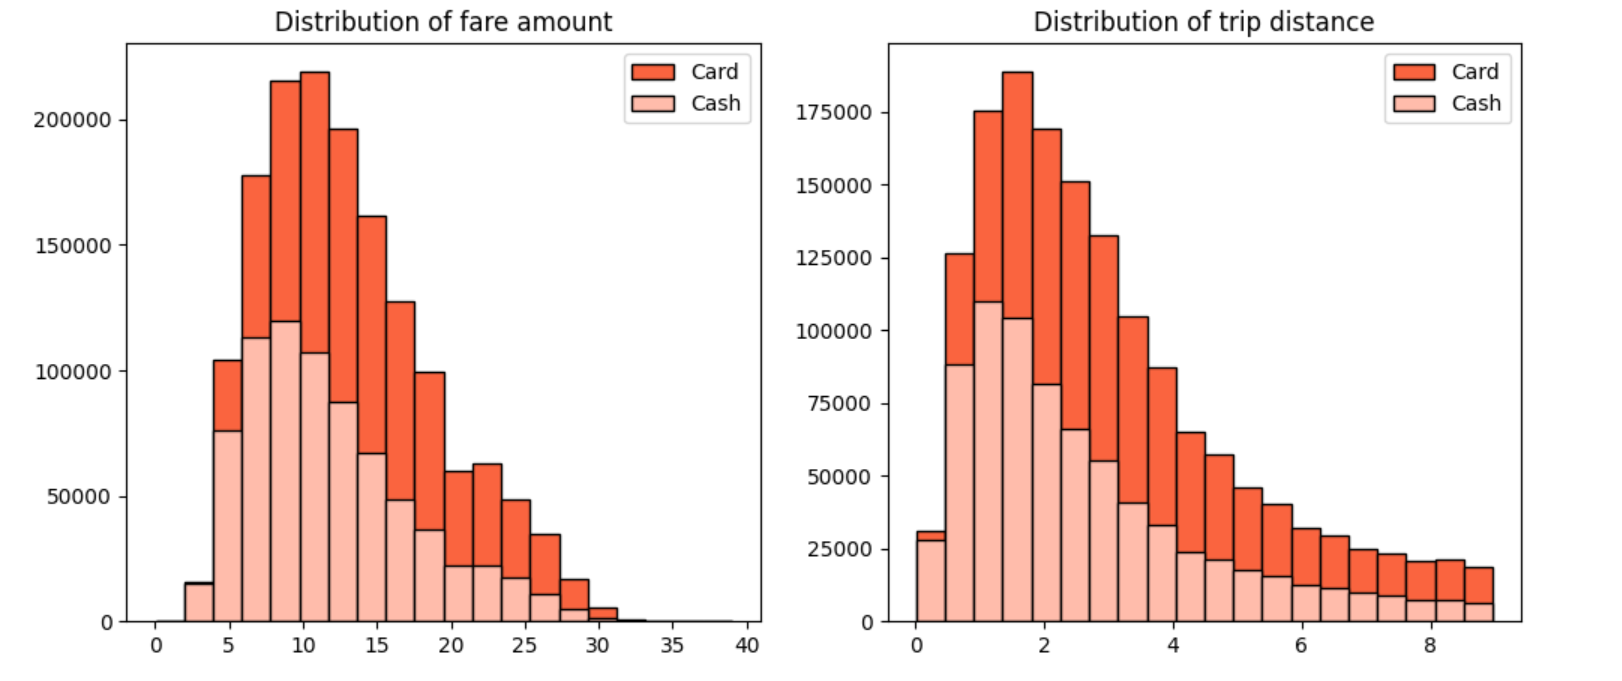 Distribution of fare amount
Card
Cash
200000
150000
100000
50000
0
0 5 10 15 20 25 30 35 40
Distribution of trip distance
Card
Cash
175000
150000
125000
100000
75000
50000
25000
0
0 2 4 6 8